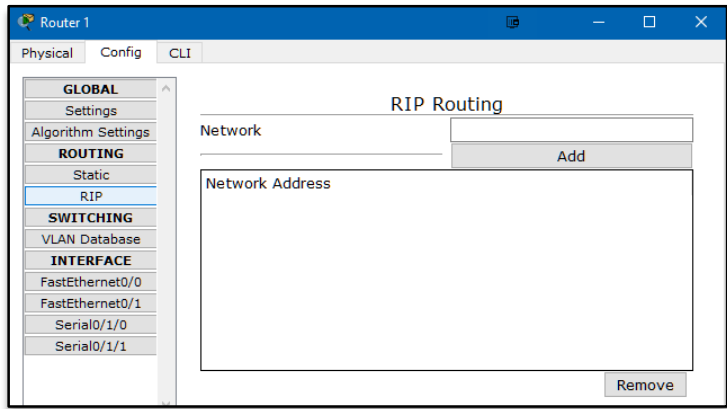 Router 1
Physical Config CLI
GLOBAL
Settings
Algorithm Settings
ROUTING
Static
RIP
SWITCHING
VLAN Database
INTERFACE
FastEthernet0/0
FastEthernet0/1
Serial0/1/0
Serial0/1/1
RIP Routing
Network
Add
Network Address
Remove